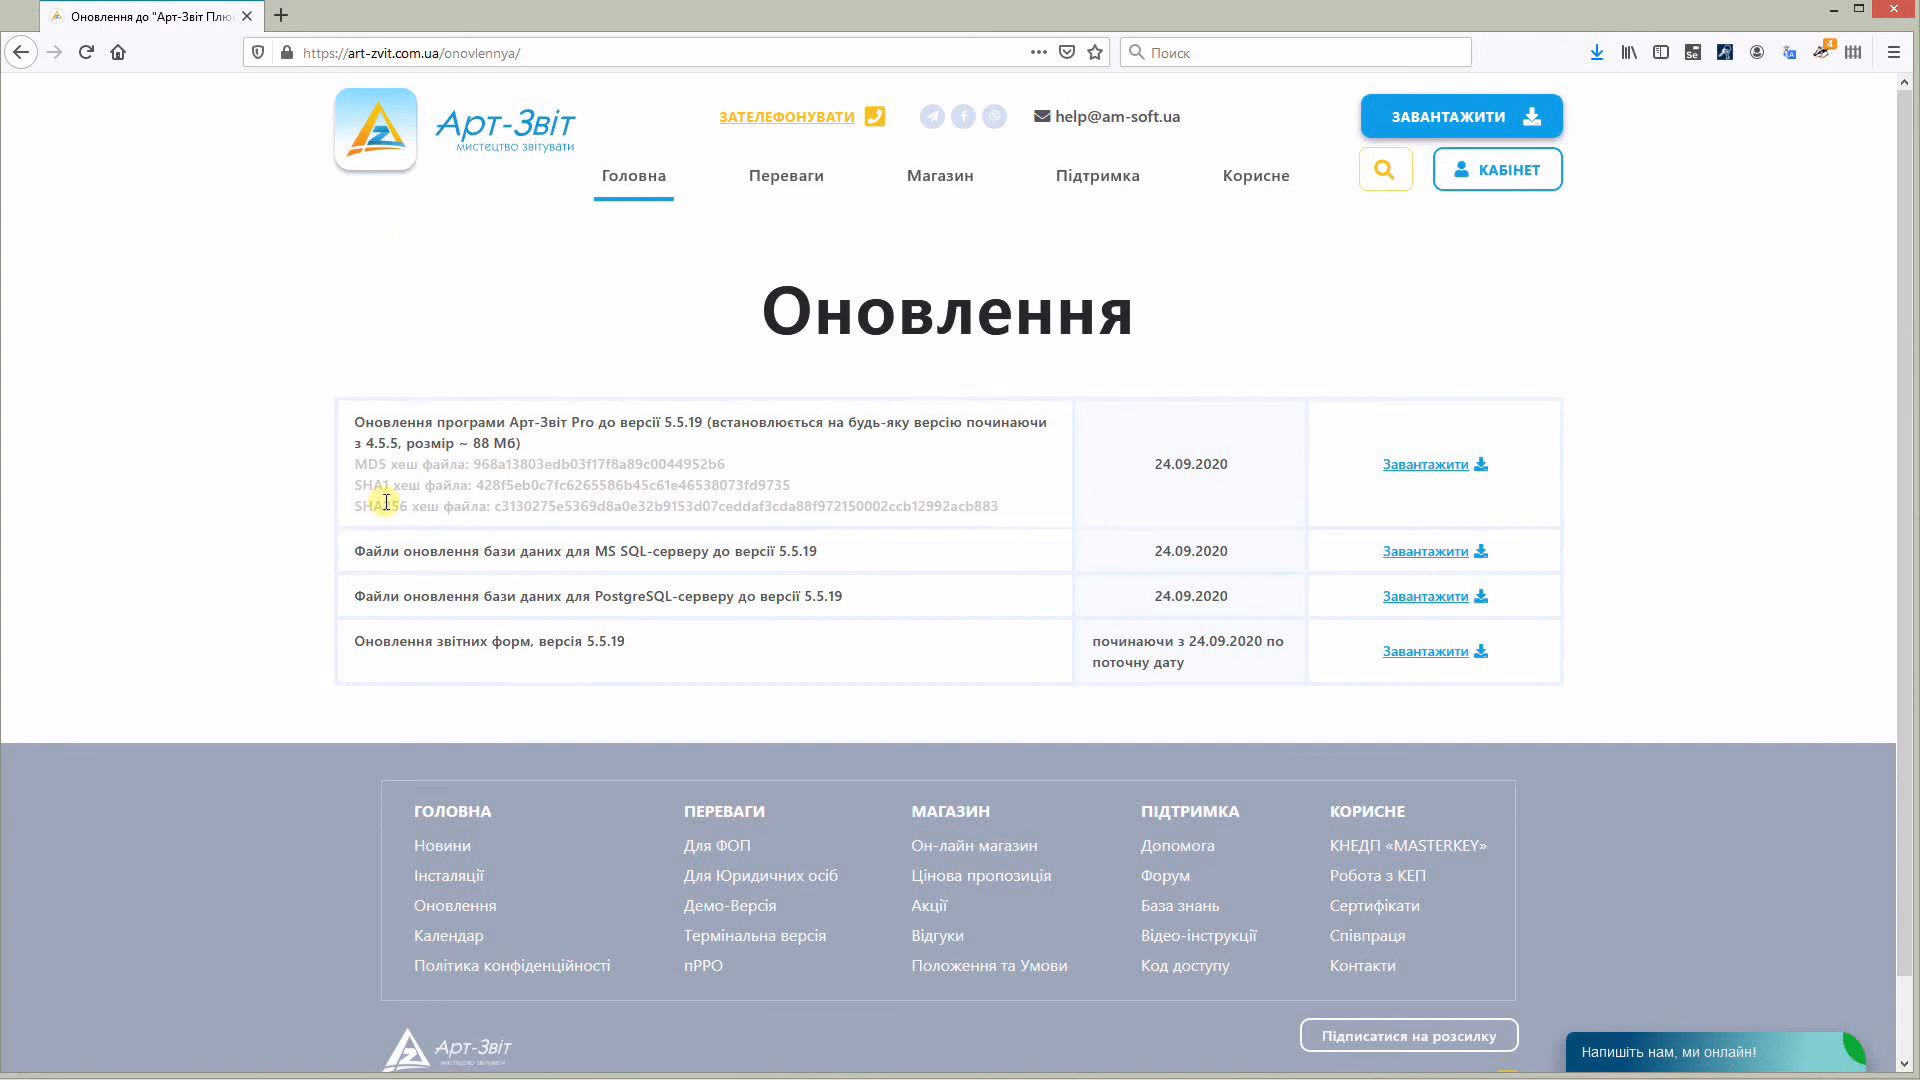 Оновлення до "Арт-Звіт Плюс
https://art-zvit.com.ua/onovlennya/
Поиск
4
Арт-Звіт
мистецтво звітувати
ЗАТЕЛЕФОНУВАТИ
help@am-soft.ua
ЗАВАНТАЖИТИ
Головна
Переваги
Магазин
Підтримка
Корисне
КАБІНЕТ
Оновлення
Оновлення програми Арт-Звіт Pro до версії 5.5.19 (встановлюється на будь-яку версію починаючи
з 4.5.5, розмір ~ 88 Мб)
MD5 хеш файла: 968a13803edb03f17f8a89c0044952b6
SHA1 хеш файла: 428f5eb0c7fc6265586b45c61e46538073fd9735
SHA256 хеш файла: c3130275e5369d8a0e32b9153d07ceddaf3cda88f972150002ccb12992acb883
24.09.2020
Завантажити
Файли оновлення бази даних для MS SQL-серверу до версії 5.5.19
24.09.2020
Завантажити
Файли оновлення бази даних для PostgreSQL-серверу до версії 5.5.19
24.09.2020
Завантажити
Оновлення звітних форм, версія 5.5.19
починаючи з 24.09.2020 по
поточну дату
Завантажити
ГОЛОВНА
Новини
Інсталяції
Оновлення
Календар
Політика конфіденційності
ПЕРЕВАГИ
Для ФОП
Для Юридичних осіб
Демо-Версія
Термінальна версія
пРРО
МАГАЗИН
Он-лайн магазин
Цінова пропозиція
Акції
Відгуки
Положення та Умови
ПІДТРИМКА
Допомога
Форум
База знань
Відео-інструкції
Код доступу
КОРИСНЕ
КНЕДП «MASTERKEY»
Робота з КЕП
Сертифікати
Співпраця
Контакти
Арт-Звіт
мистецтво звітувати
Підписатися на розсилку
Напишіть нам, ми онлайн!